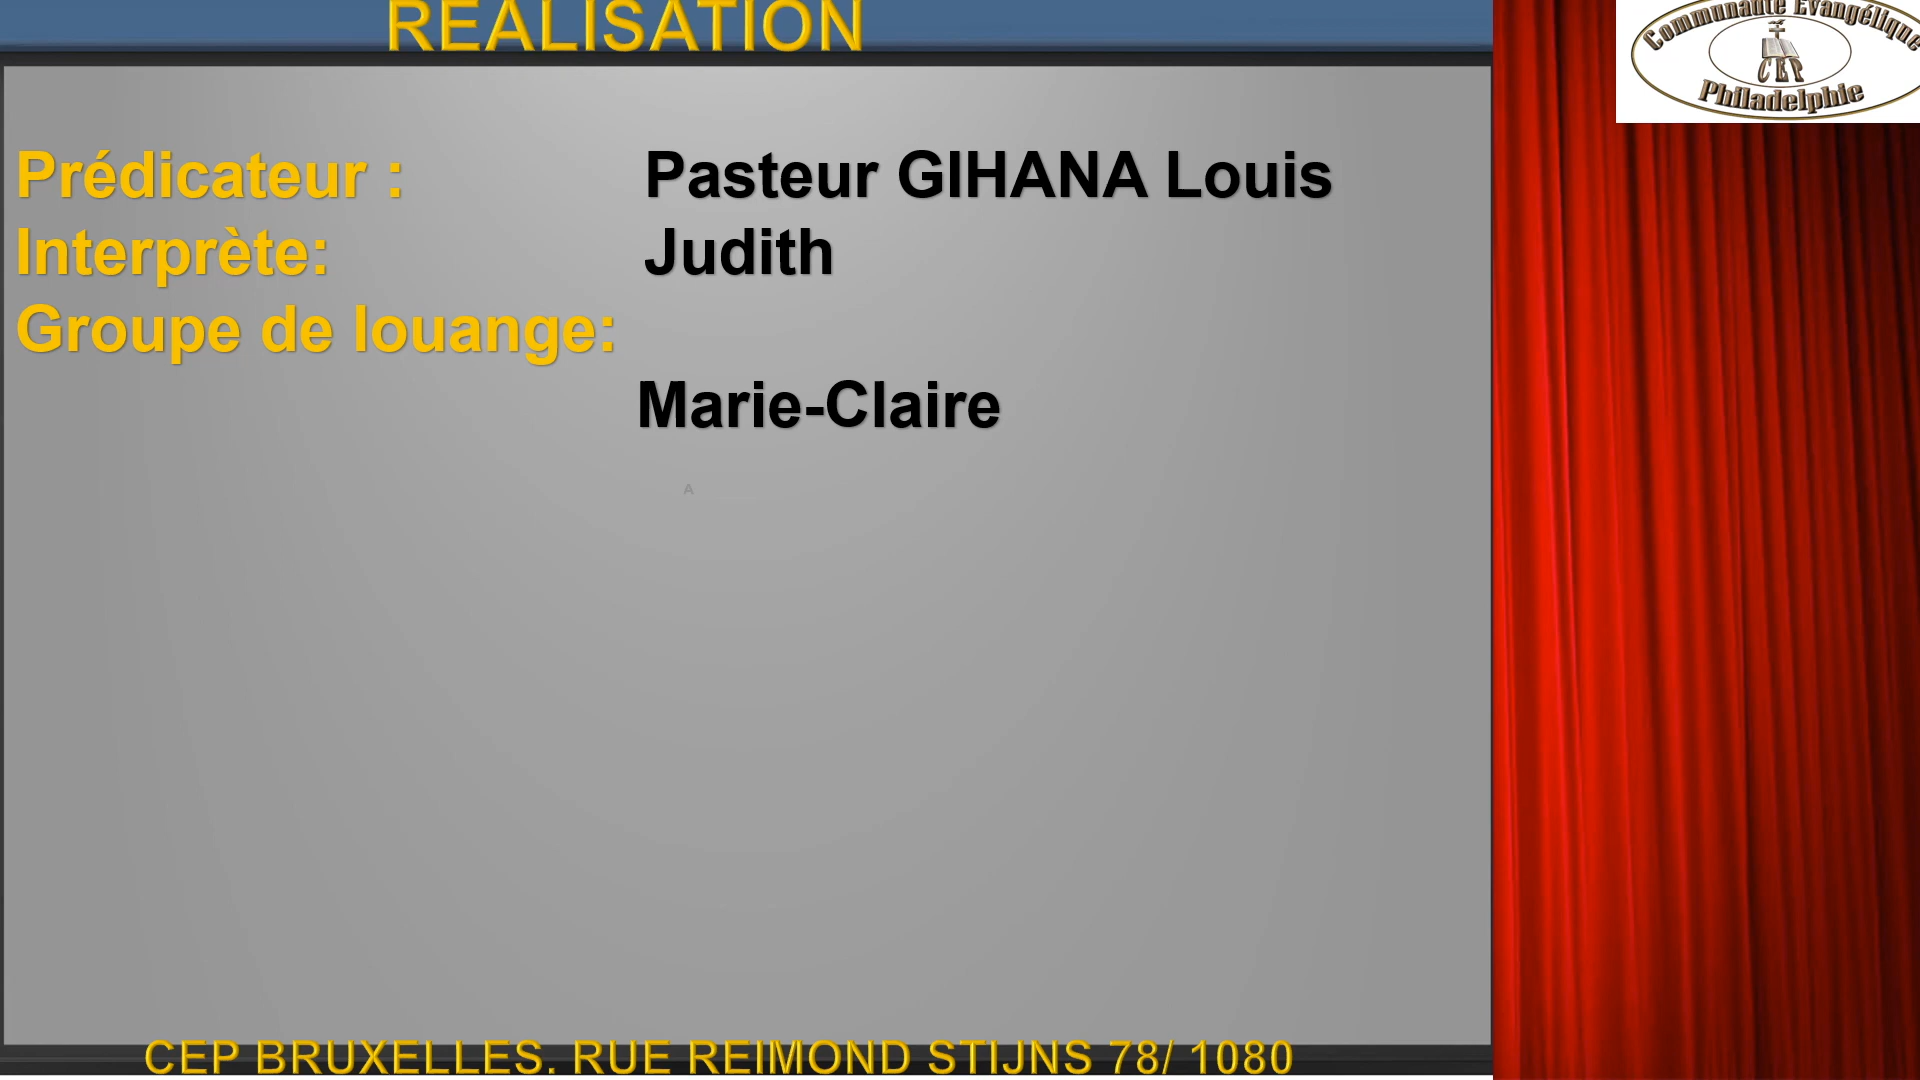 REALISATION
Communauté Evangélique
CEP
Philadelphie
Prédicateur : Pasteur GIHANA Louis
Interprète: Judith
Groupe de louange:
Marie-Claire
A
CEP BRUXELLES. RUE REIMOND STIJNS 78/ 1080